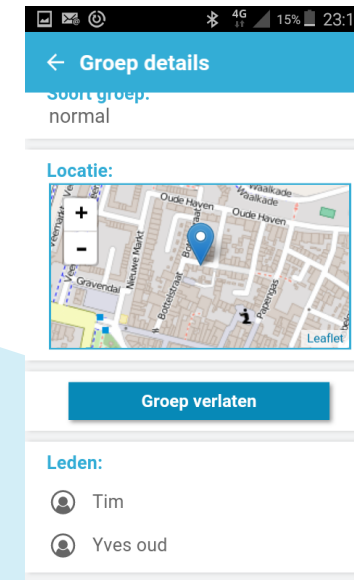 4G 15% 23:1
Groep details
Soort groep:
normal
Locatie:
+
-
Waalkade
Waalkade
Oude Haven
Oude Haven
Nieuwe Markt
Gravendal
Bottelstraat
Papengas
Leaflet
Groep verlaten
Leden:
Tim
Yves oud